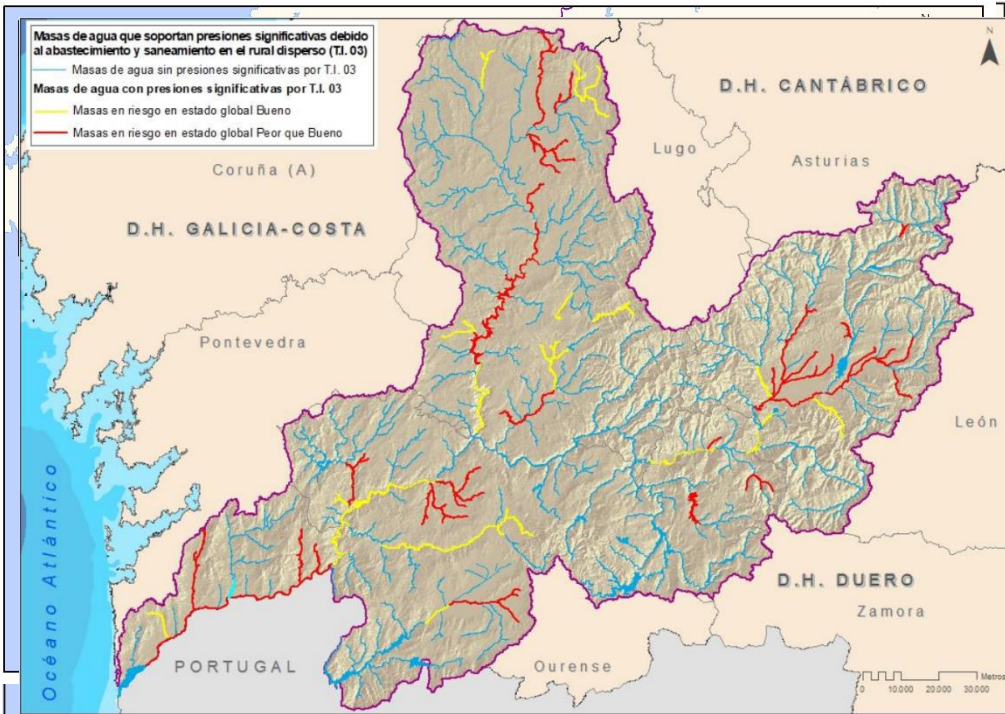 Masas de agua que soportan presiones significativas debido
al abastecimiento y saneamiento en el rural disperso (T.I. 03)
Masas de agua sin presiones significativas por T.I. 03
Masas de agua con presiones significativas por T.I. 03
Masas en riesgo en estado global Bueno
Masas en riesgo en estado global Peor que Bueno
N
D.H. CANTÁBRICO
Lugo
Asturias
Coruña (A)
D.H. GALICIA-COSTA
Pontevedra
León
Océano Atlántico
D.H. DUERO
Zamora
PORTUGAL
Ourense
Metros
0 10.000 20.000 30.000